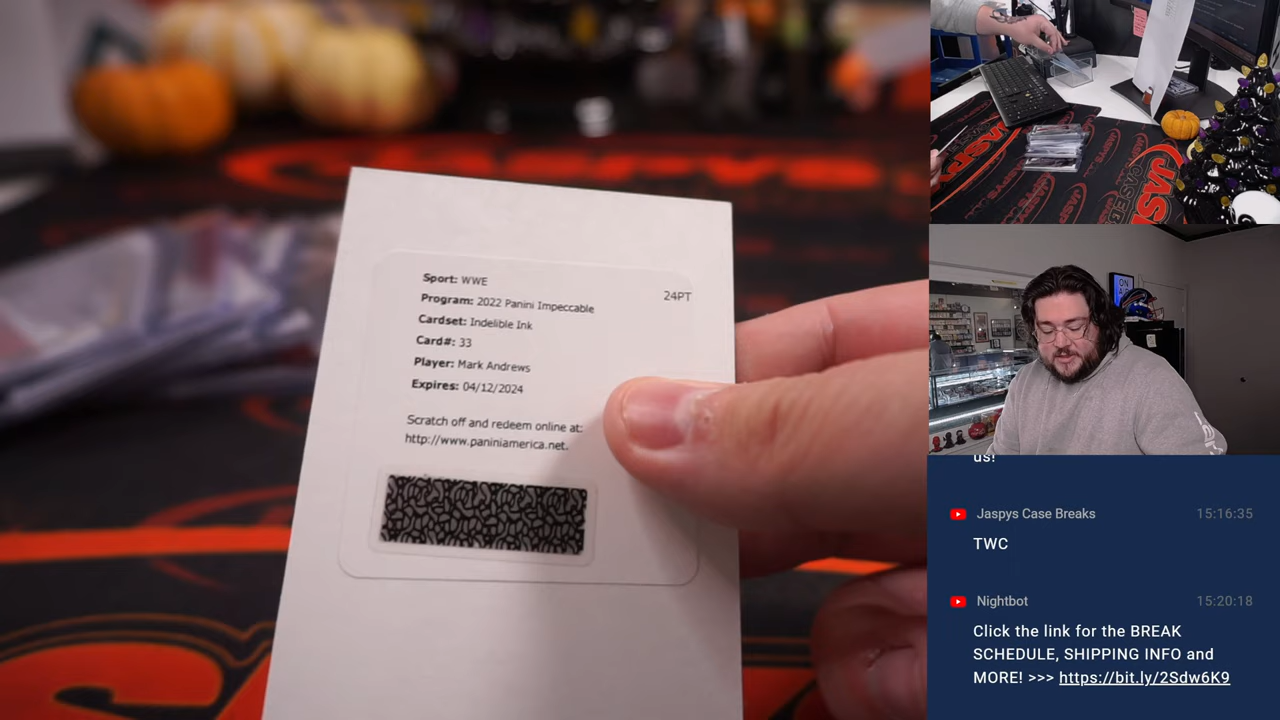 Sport: WWE
24PT
Program: 2022 Panini Impeccable
Cardset: Indelible Ink
Card#: 33
Player: Mark Andrews
Expires: 04/12/2024
Scratch off and redeem online at:
http://www.paniniamerica.net.
us!
Jaspys Case Breaks 15:16:35
TWC
Nightbot 15:20:18
Click the link for the BREAK
SCHEDULE, SHIPPING INFO and
MORE! >>> https://bit.ly/2Sdw6K9